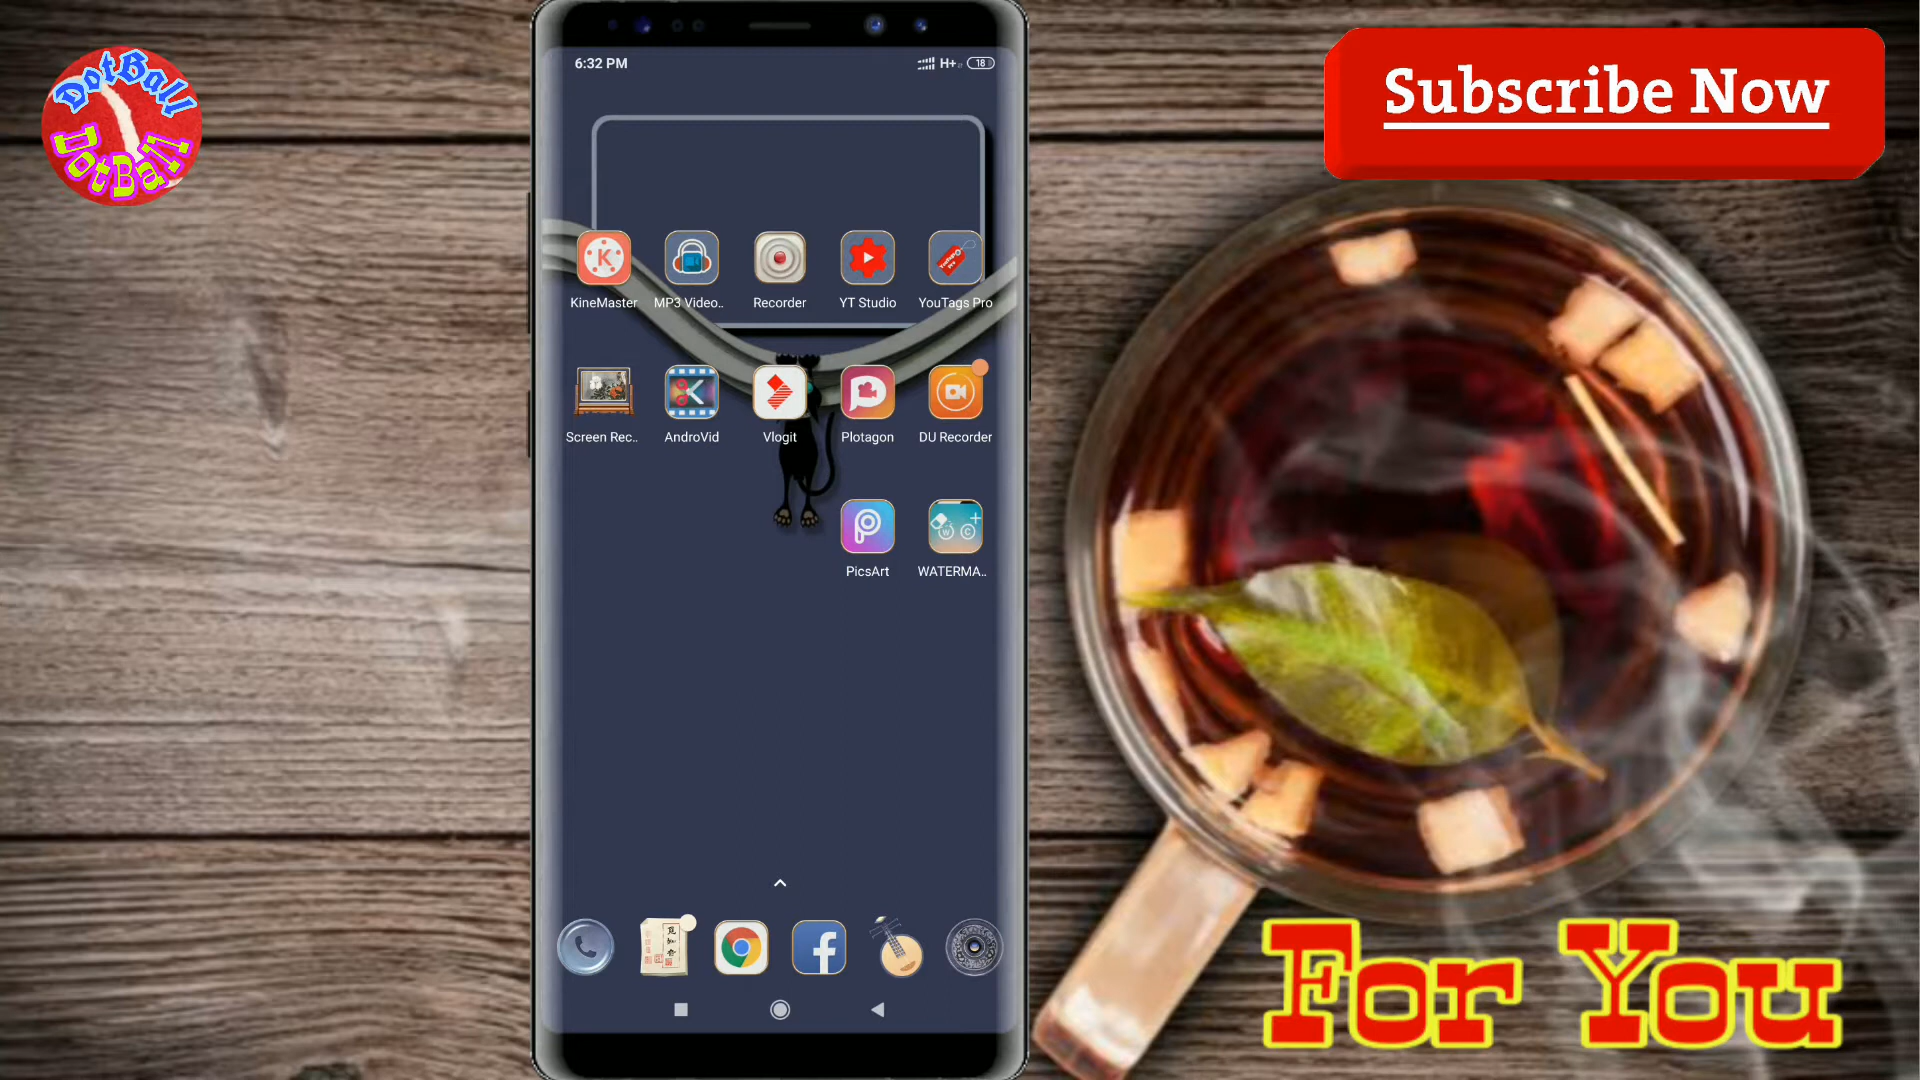 DotBall
DotBall
6:32 PM
H+
18
Subscribe Now
KineMaster
MP3 Video..
Recorder
YT Studio
YouTags Pro
Screen Rec..
AndroVid
Vlogit
Plotagon
DU Recorder
PicsArt
WATERMA..
For You